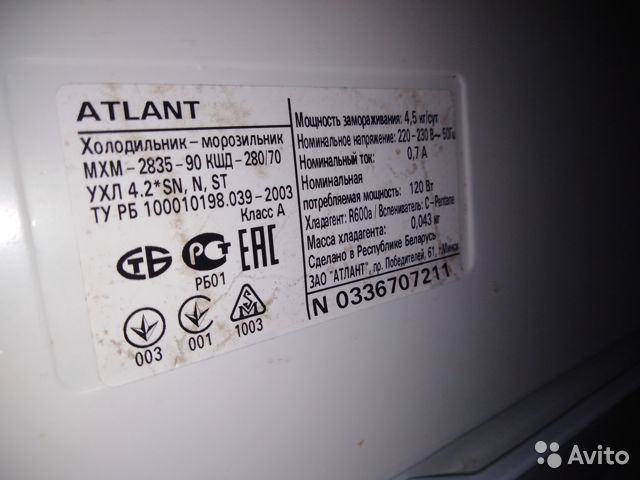 ATLANT
Холодильник – морозильник
МХМ – 2835 – 90 КШД – 280/70
УХЛ 4.2*SN, N, ST
ТУ РБ 100010198.039 – 2003
Класс А
СТБ
РСТ
ЕАС
РБ01
003
001
1003
Мощность замораживания: 4,5 кг/сут
Номинальное напряжение: 220 – 230 В~ 50Гц
Номинальный ток: 0,7 А
Номинальная
потребляемая мощность: 120 Вт
Хладагент: R600a / Вспениватель: C – Pentane
Масса хладагента: 0,043 кг
Сделано в Республике Беларусь
ЗАО "АТЛАНТ", пр. Победителей, 61, г.Минск
N 0336707211
Avito